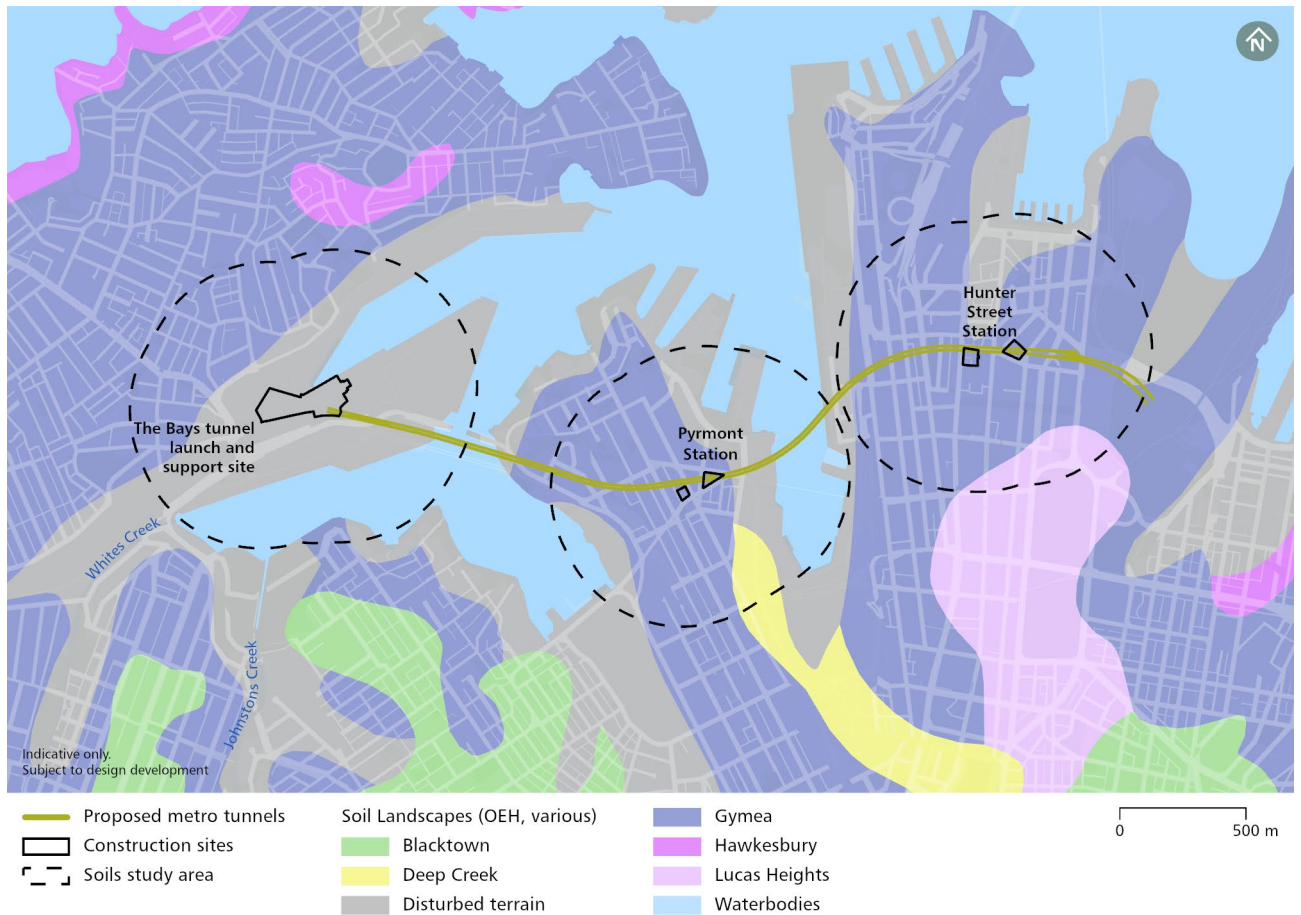 N
Hunter
Street
Station
Pyrmont
Station
The Bays tunnel
launch and
support site
Whites Creek
Johnstons Creek
Indicative only.
Subject to design development
Proposed metro tunnels
Construction sites
Soils study area
Soil Landscapes (OEH, various)
Blacktown
Deep Creek
Disturbed terrain
Gymea
Hawkesbury
Lucas Heights
Waterbodies
0 500 m